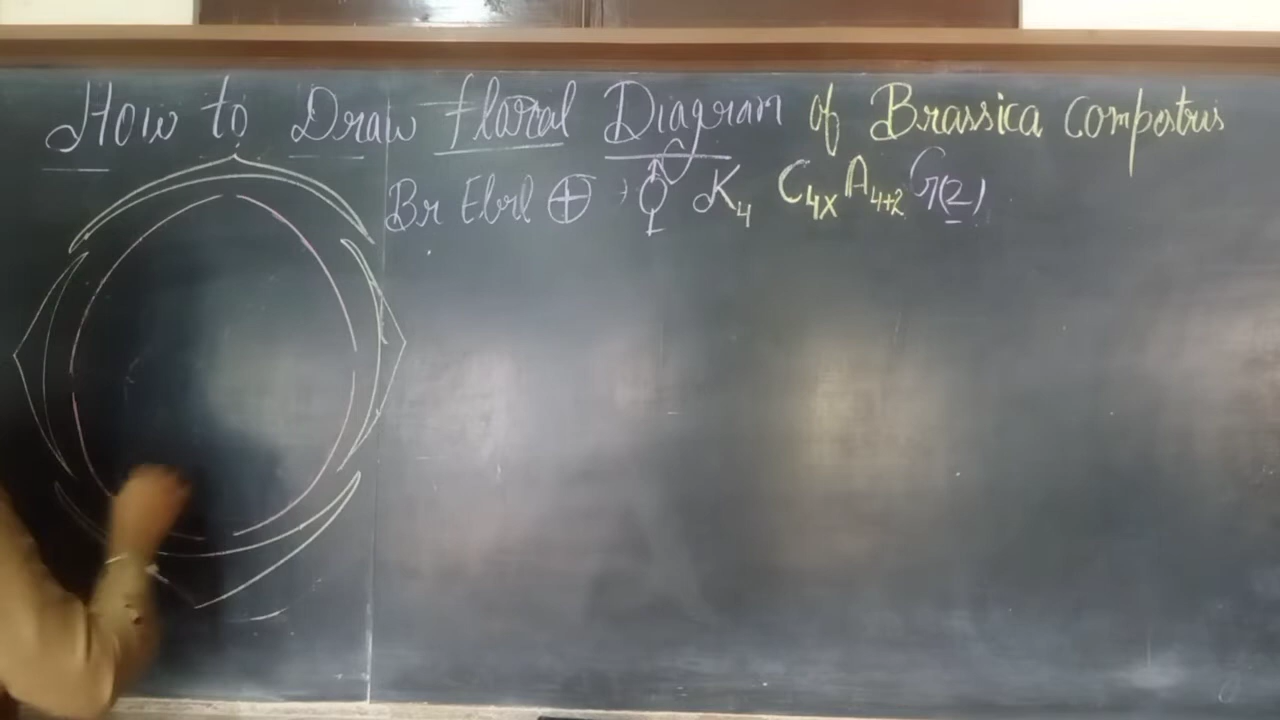 How to Draw Floral Diagram of Brassica Compestris
Br Ebrl ⊕ ⚥ K4 C4x A4+2 G(2)